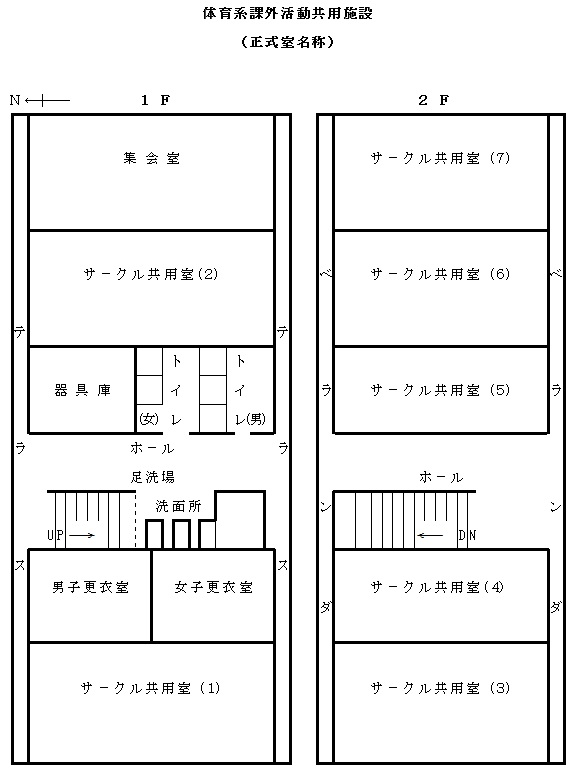 体育系課外活動共用施設
（正式室名称）
N
１Ｆ
２Ｆ
集会室
サークル共用室(2)
テラス
テラス
器具庫
トイレ
(女)
トイレ
(男)
ホール
足洗場
洗面所
UP
男子更衣室
女子更衣室
サークル共用室(1)
サークル共用室(7)
サークル共用室(6)
ベランダ
ベランダ
サークル共用室(5)
ホール
DN
サークル共用室(4)
サークル共用室(3)